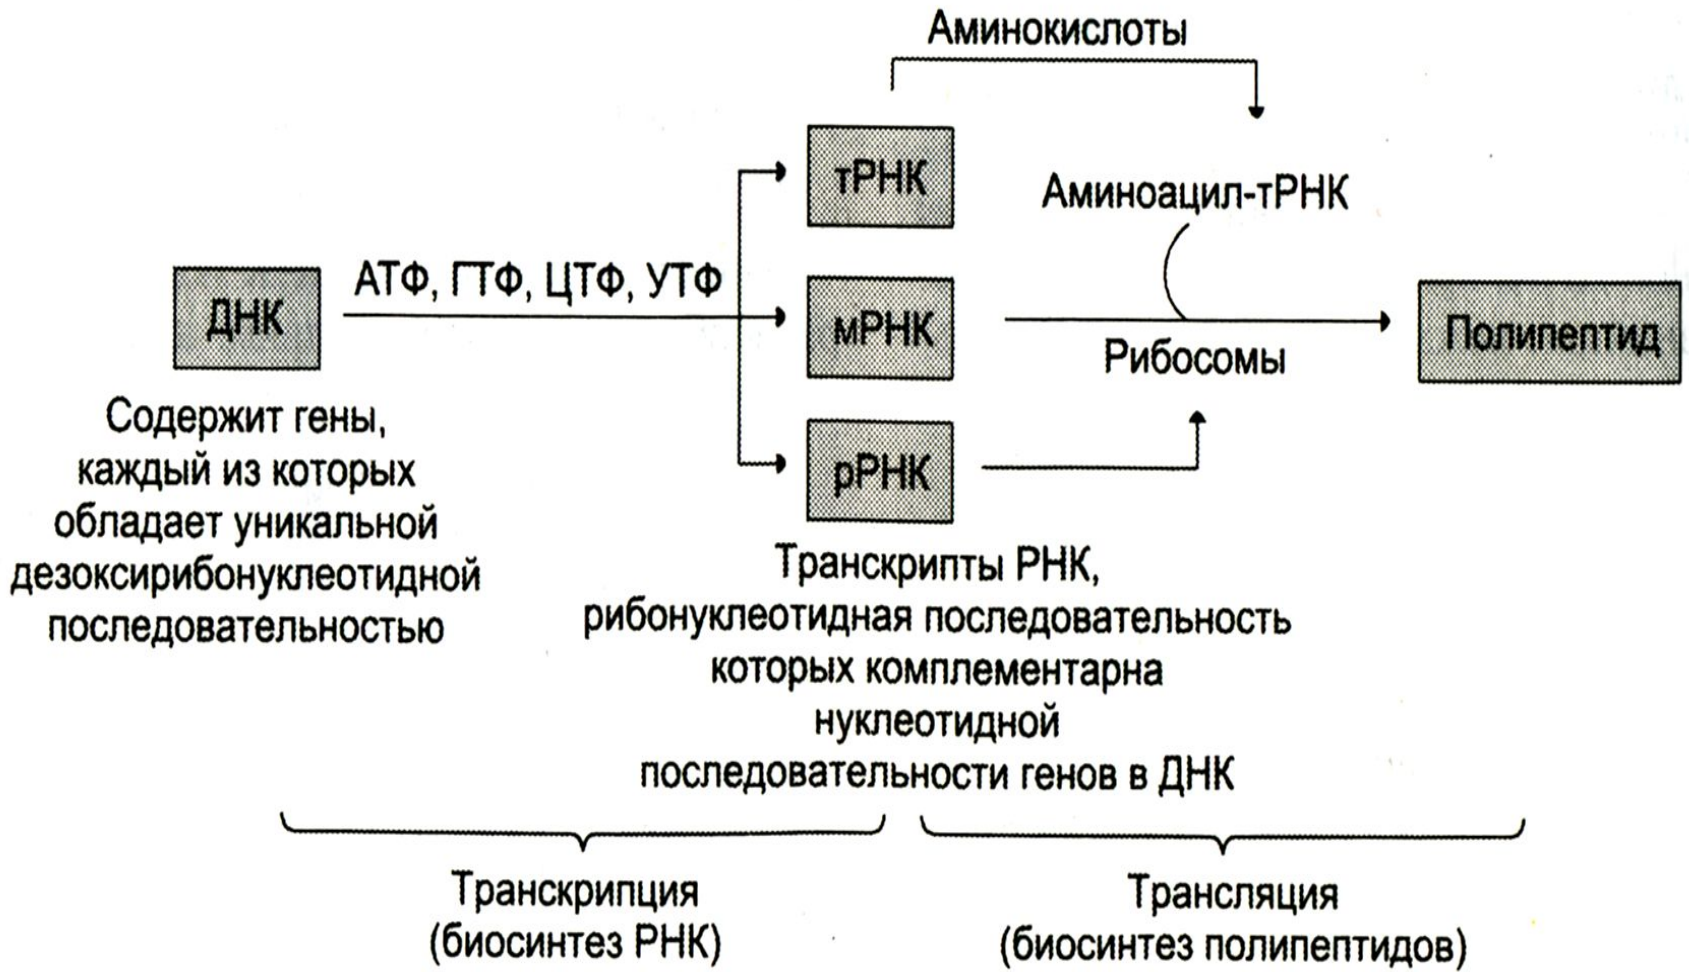 Аминокислоты
тРНК
Аминоацил-тРНК
ДНК
АТФ, ГТФ, ЦТФ, УТФ
мРНК
Рибосомы
Полипептид
рРНК
Содержит гены,
каждый из которых
обладает уникальной
дезоксирибонуклеотидной
последовательностью
Транскрипты РНК,
рибонуклеотидная последовательность
которых комплементарна
нуклеотидной
последовательности генов в ДНК
Транскрипция
(биосинтез РНК)
Трансляция
(биосинтез полипептидов)